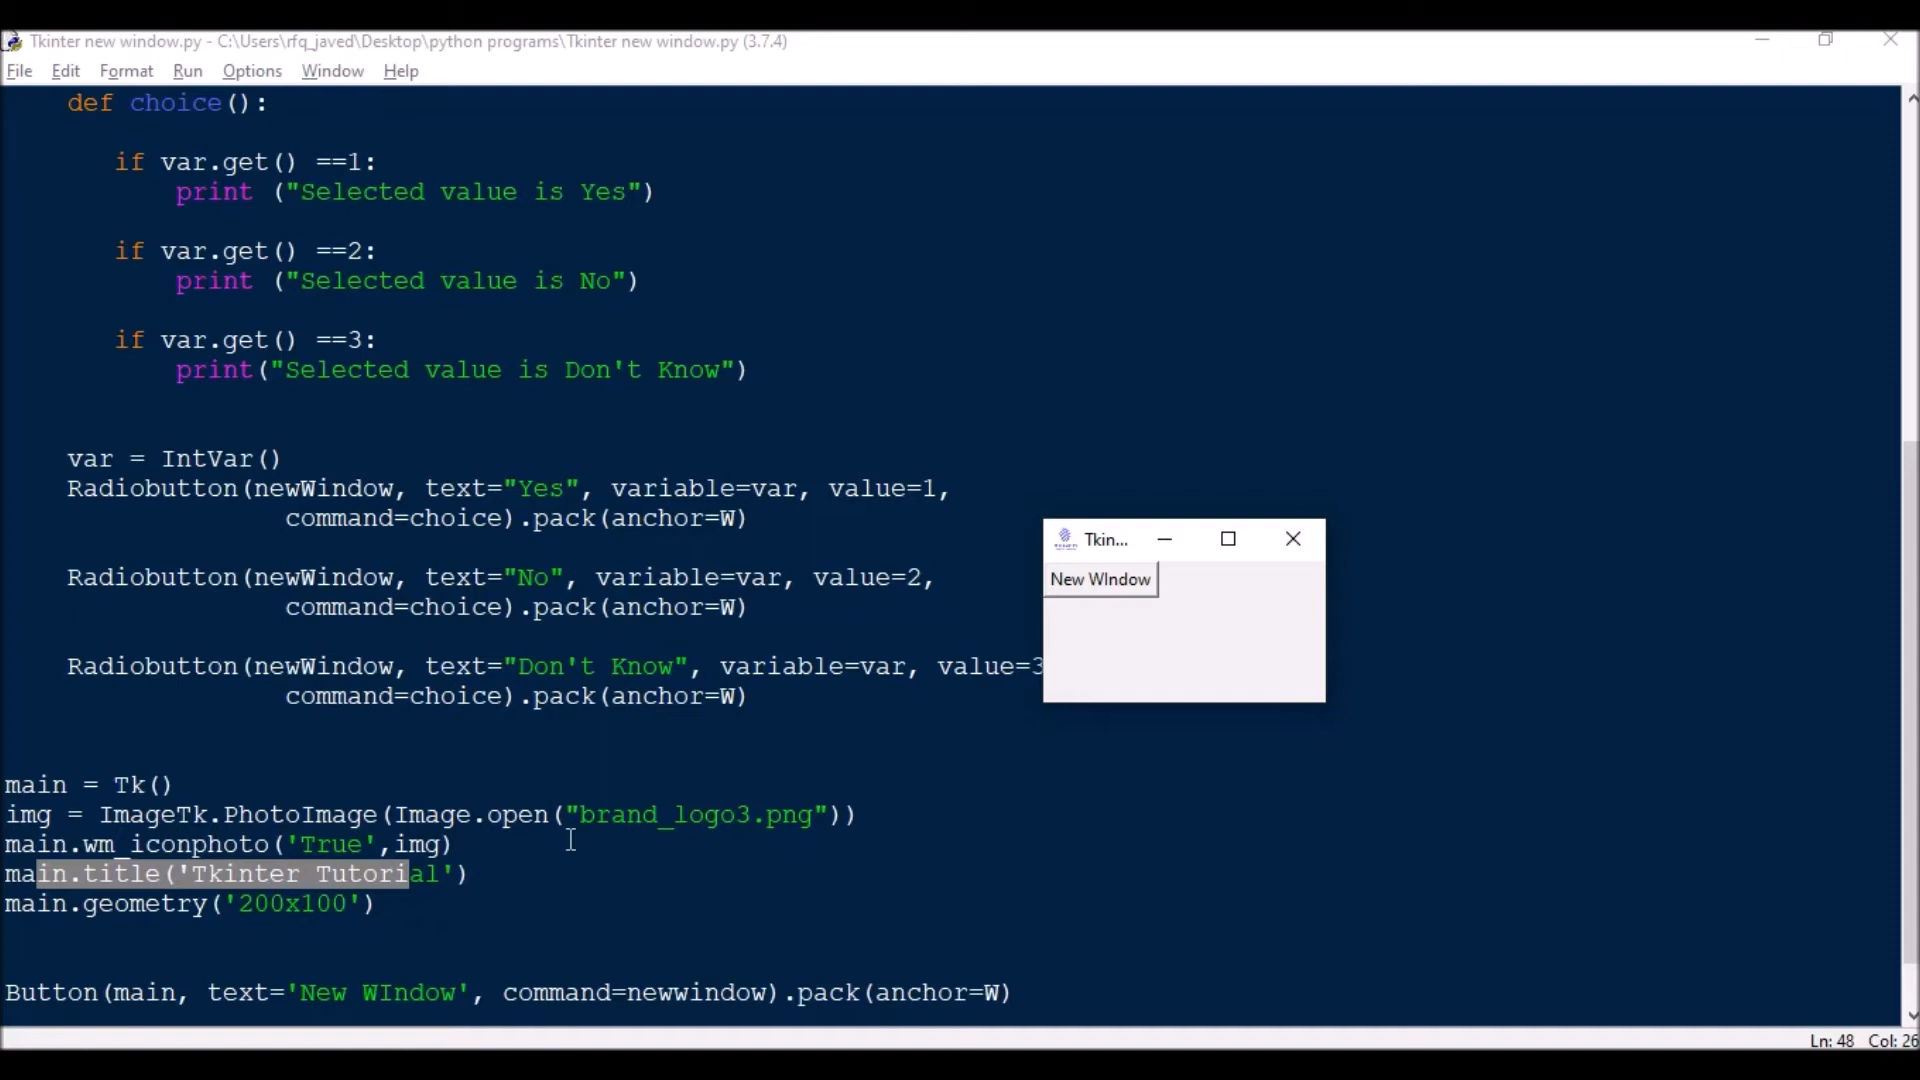 Tkinter new window.py - C:\Users\rfq_javed\Desktop\python programs\Tkinter new window.py (3.7.4)
File Edit Format Run Options Window Help
def choice():
if var.get() ==1:
print ("Selected value is Yes")
if var.get() ==2:
print ("Selected value is No")
if var.get() ==3:
print("Selected value is Don't Know")
var = IntVar()
Radiobutton(newWindow, text="Yes", variable=var, value=1,
command=choice).pack(anchor=W)
Radiobutton(newWindow, text="No", variable=var, value=2,
command=choice).pack(anchor=W)
Radiobutton(newWindow, text="Don't Know", variable=var, value=3
command=choice).pack(anchor=W)
Tkin...
New WIndow
main = Tk()
img = ImageTk.PhotoImage(Image.open("brand_logo3.png"))
main.wm_iconphoto('True',img)
main.title('Tkinter Tutorial')
main.geometry('200x100')
Button(main, text='New WIndow', command=newwindow).pack(anchor=W)
Ln: 48 Col: 26